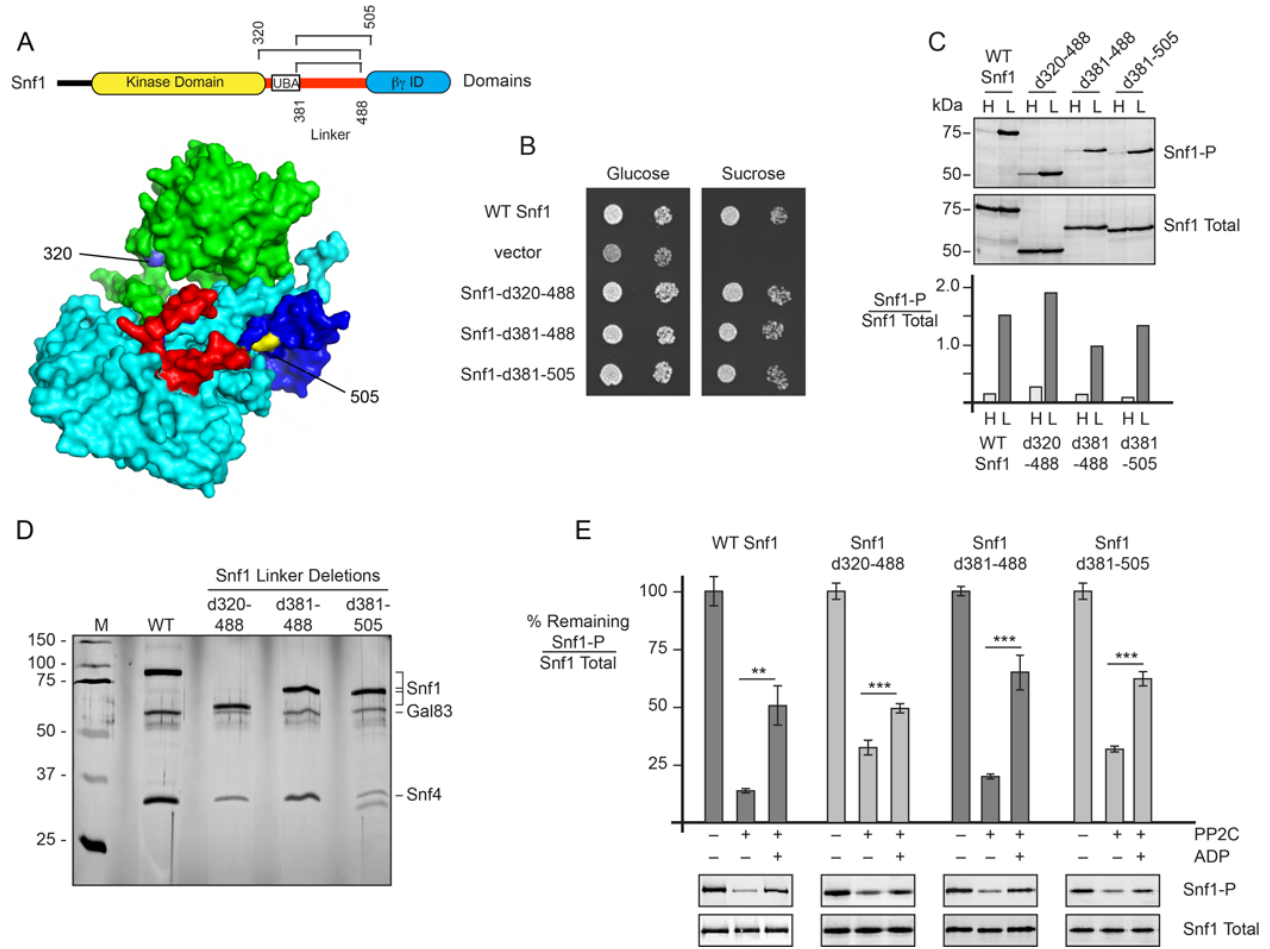 A
320
505
Snf1
Kinase Domain
UBA
βγ ID
Domains
381
488
Linker
320
505
B
Glucose
Sucrose
WT Snf1
vector
Snf1-d320-488
Snf1-d381-488
Snf1-d381-505
C
WT
Snf1
d320-488
d381-488
d381-505
kDa
H L H L H L H L
75
50
Snf1-P
75
50
Snf1 Total
Snf1-P
Snf1 Total
2.0
1.0
H L H L H L H L
WT
Snf1
d320
-488
d381
-488
d381
-505
D
Snf1 Linker Deletions
M
WT
d320-
488
d381-
488
d381-
505
150 -
100 -
75 -
50 -
37 -
25 -
Snf1
Gal83
Snf4
E
WT Snf1
Snf1
d320-488
Snf1
d381-488
Snf1
d381-505
% Remaining
Snf1-P
Snf1 Total
100
75
50
25
**
***
***
***
– + + – + + – + + – + + PP2C
– – + – – + – – + – – + ADP
Snf1-P
Snf1 Total